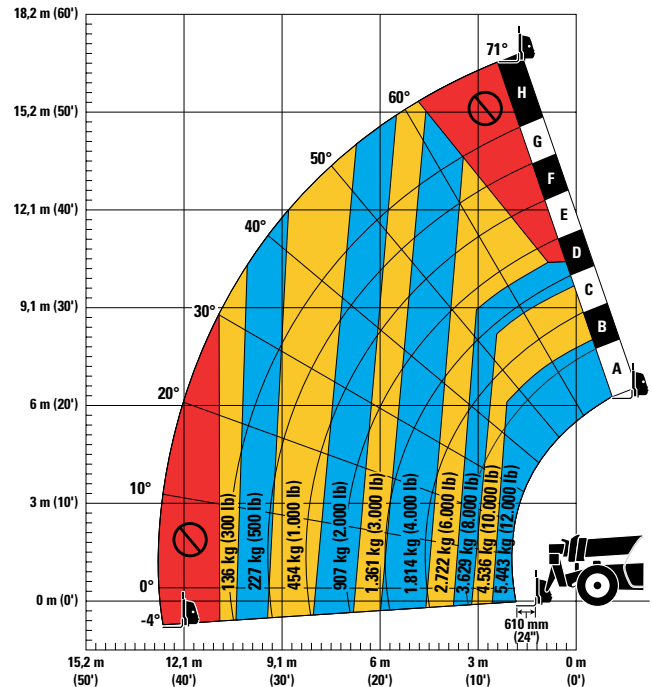 18,2 m (60')
15,2 m (50')
12,1 m (40')
9,1 m (30')
6 m (20')
3 m (10')
0 m (0')
71°
60°
50°
40°
30°
20°
10°
0°
-4°
H
G
F
E
D
C
B
A
136 kg (300 lb)
227 kg (500 lb)
454 kg (1.000 lb)
907 kg (2.000 lb)
1.361 kg (3.000 lb)
1.814 kg (4.000 lb)
2.722 kg (6.000 lb)
3.629 kg (8.000 lb)
4.536 kg (10.000 lb)
5.443 kg (12.000 lb)
610 mm
(24")
15,2 m
(50')
12,1 m
(40')
9,1 m
(30')
6 m
(20')
3 m
(10')
0 m
(0')